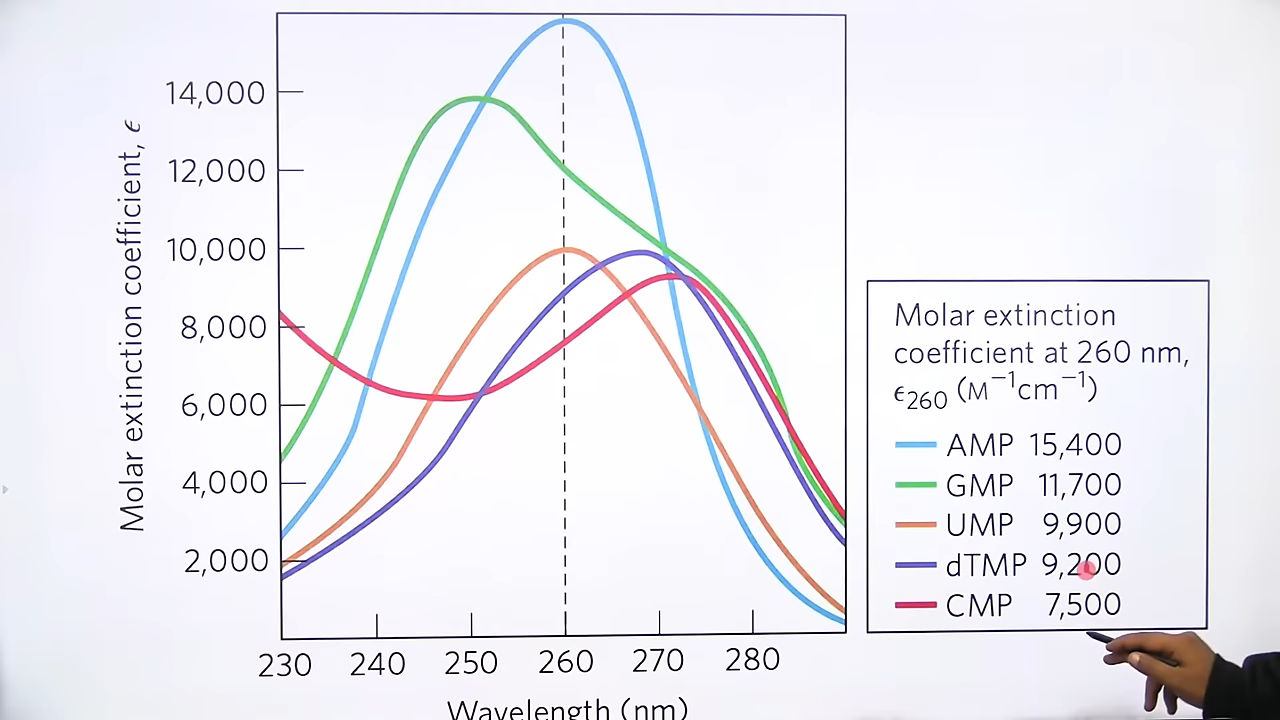 Molar extinction coefficient, ϵ
14,000
12,000
10,000
8,000
6,000
4,000
2,000
230 240 250 260 270 280
Wavelength (nm)
Molar extinction
coefficient at 260 nm,
ϵ260 (M⁻¹cm⁻¹)
AMP 15,400
GMP 11,700
UMP 9,900
dTMP 9,200
CMP 7,500